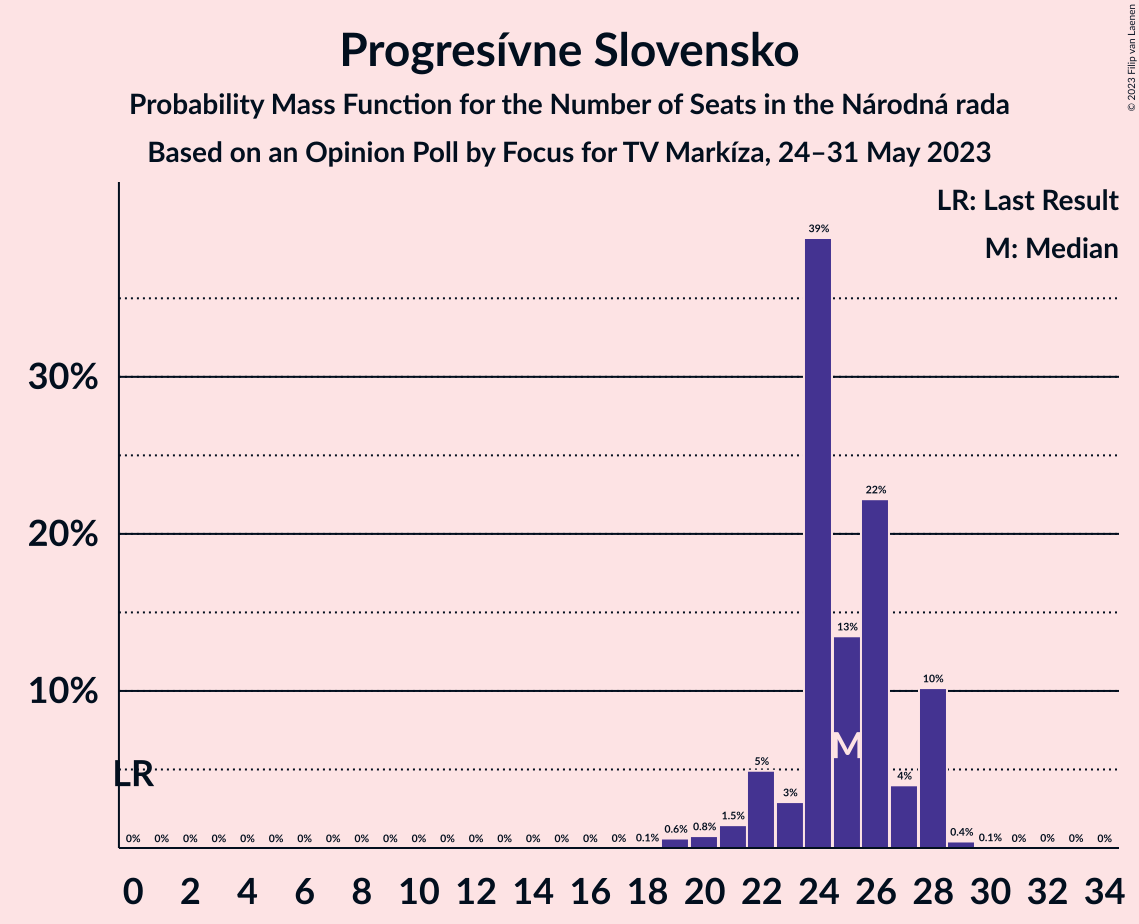 Progresívne Slovensko
Probability Mass Function for the Number of Seats in the Národná rada
Based on an Opinion Poll by Focus for TV Markíza, 24–31 May 2023
© 2023 Filip van Laenen
LR: Last Result
M: Median
30%
20%
10%
LR
M
0% 0% 0% 0% 0% 0% 0% 0% 0% 0% 0% 0% 0% 0% 0% 0% 0% 0% 0.1% 0.6% 0.8% 1.5% 5% 3% 39% 13% 22% 4% 10% 0.4% 0.1% 0% 0% 0% 0%
0 2 4 6 8 10 12 14 16 18 20 22 24 26 28 30 32 34